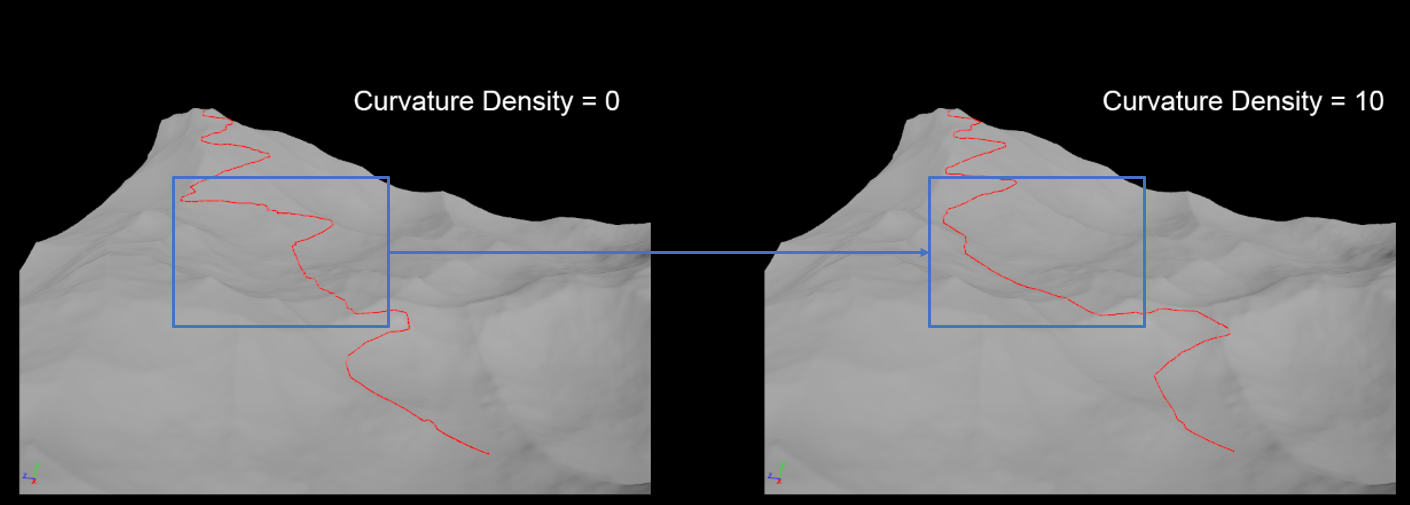 Curvature Density = 0
Curvature Density = 10